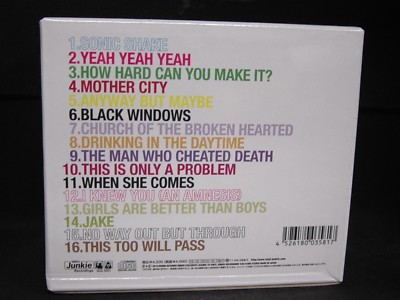 1.SONIC SHAKE
2.YEAH YEAH YEAH
3.HOW HARD CAN YOU MAKE IT?
4.MOTHER CITY
5.ANYWAY BUT MAYBE
6.BLACK WINDOWS
7.CHURCH OF THE BROKEN HEARTED
8.DRINKING IN THE DAYTIME
9.THE MAN WHO CHEATED DEATH
10.THIS IS ONLY A PROBLEM
11.WHEN SHE COMES
12.I KNEW YOU (AN AMNESIS)
13.GIRLS ARE BETTER THAN BOYS
14.JAKE
15.NO WAY OUT BUT THROUGH
16.THIS TOO WILL PASS
4 526180 035817
Junkie